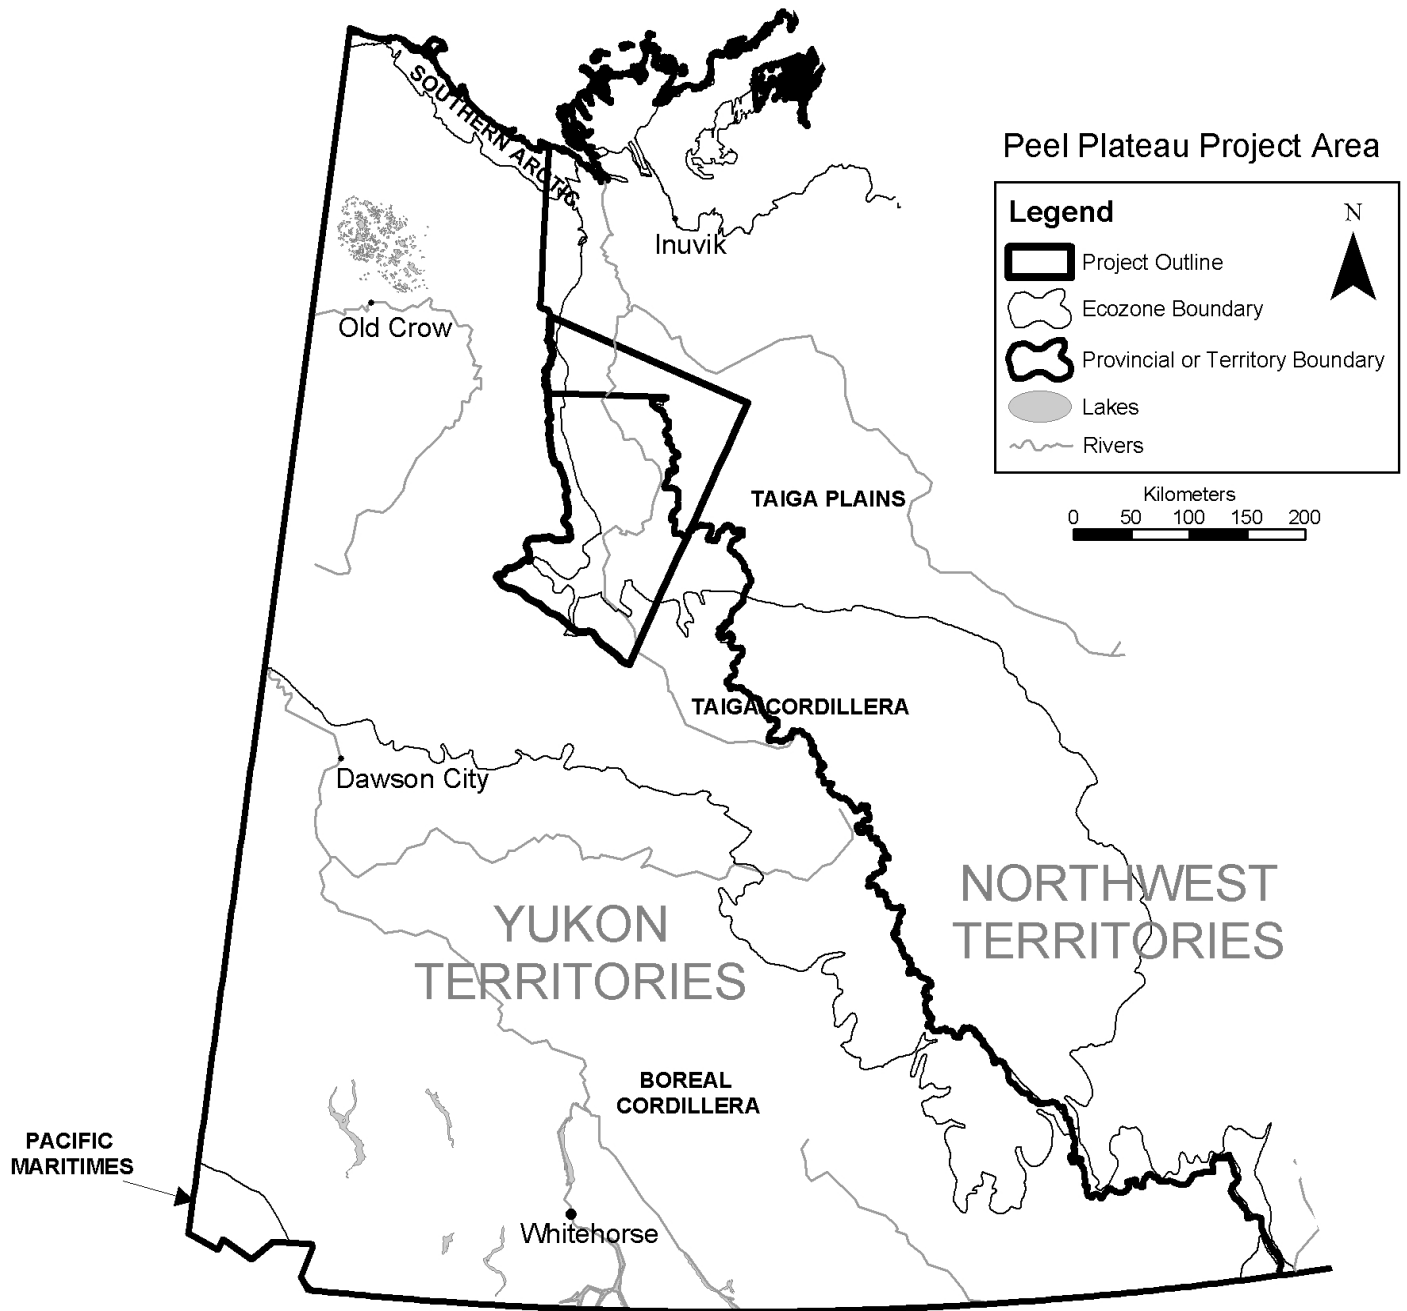 SOUTHERN ARCTIC
Peel Plateau Project Area
Legend
N
Project Outline
Ecozone Boundary
Provincial or Territory Boundary
Lakes
Rivers
Kilometers
0 50 100 150 200
Inuvik
Old Crow
TAIGA PLAINS
TAIGA CORDILLERA
Dawson City
NORTHWEST
TERRITORIES
YUKON
TERRITORIES
BOREAL
CORDILLERA
PACIFIC
MARITIMES
Whitehorse